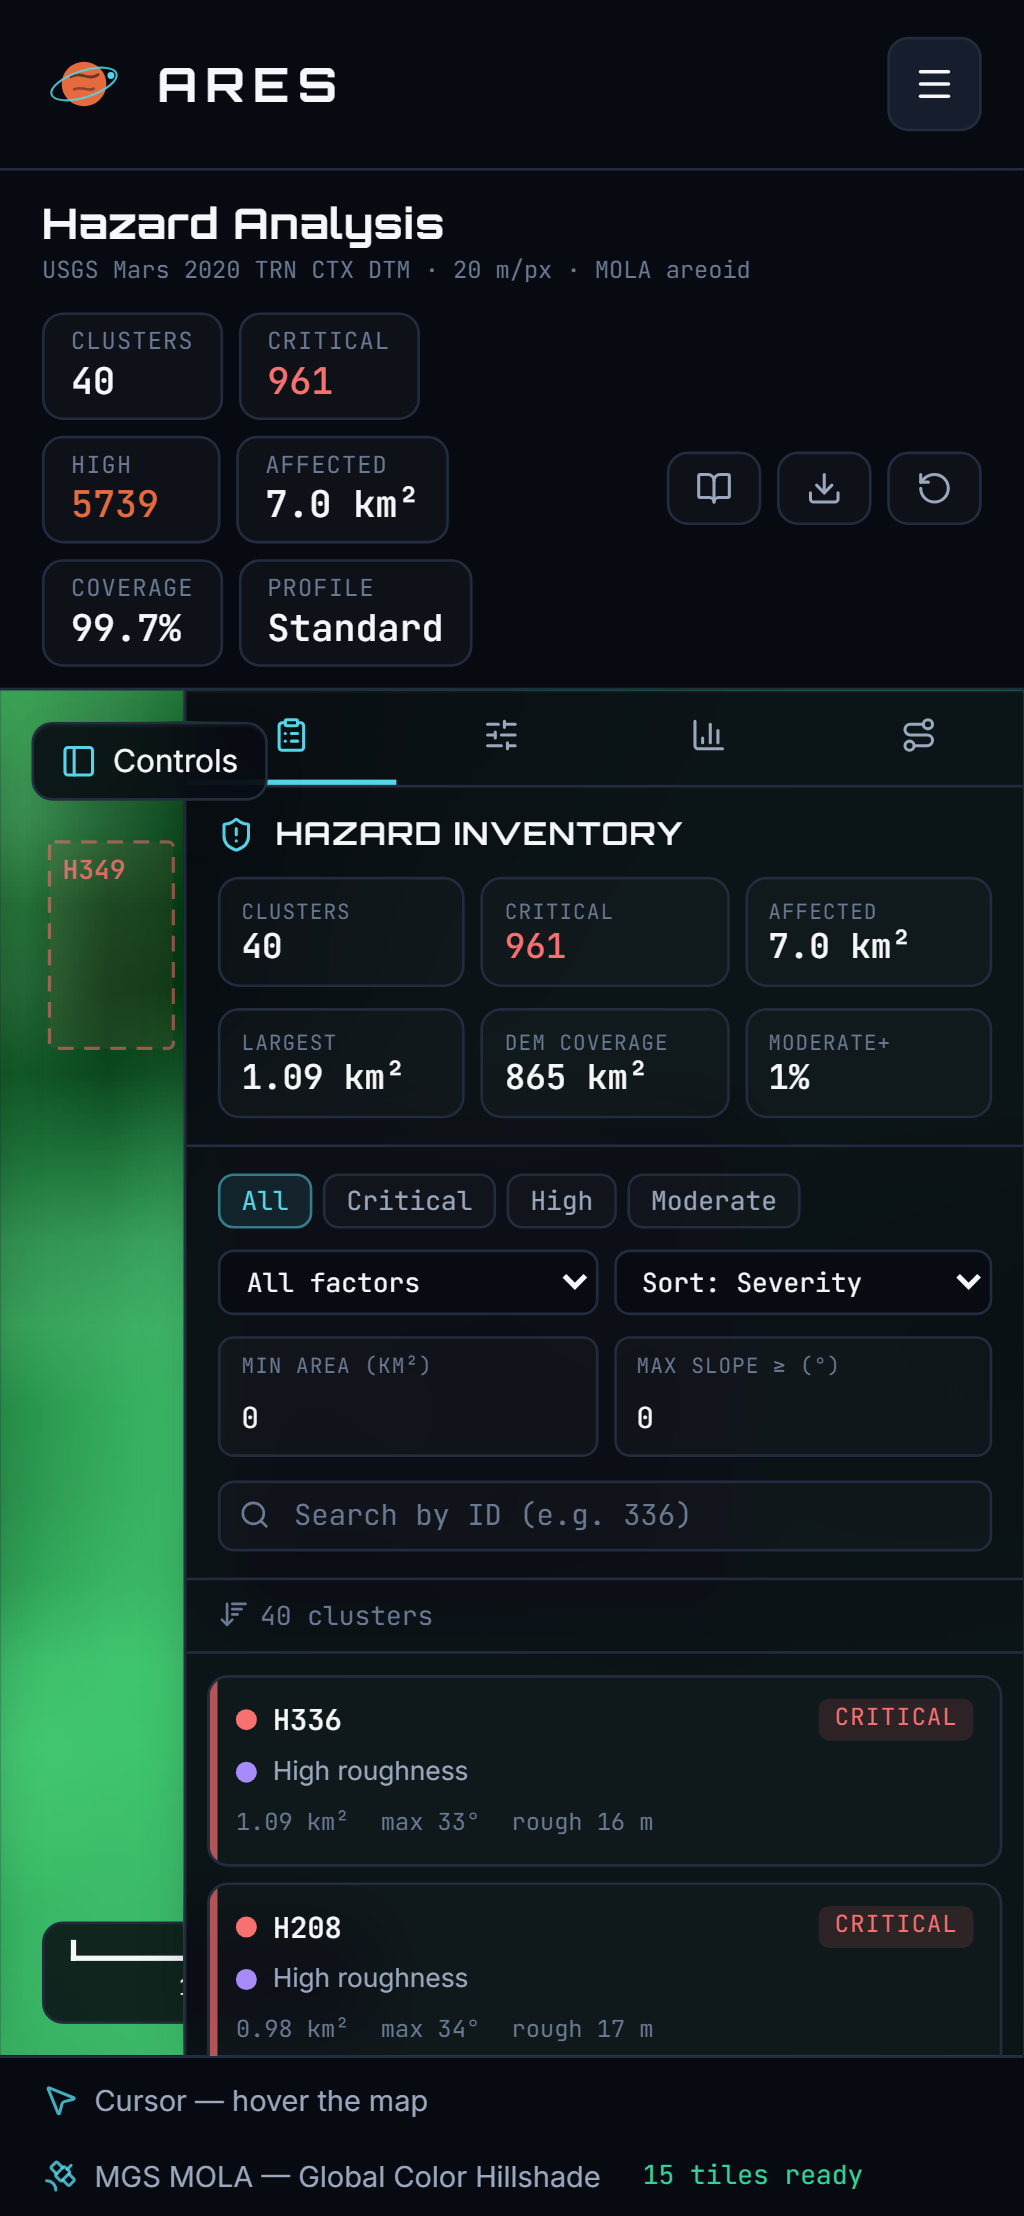 ARES
Hazard Analysis
USGS Mars 2020 TRN CTX DTM · 20 m/px · MOLA areoid
CLUSTERS
40
CRITICAL
961
HIGH
5739
AFFECTED
7.0 km²
COVERAGE
99.7%
PROFILE
Standard
Controls
H349
HAZARD INVENTORY
CLUSTERS
40
CRITICAL
961
AFFECTED
7.0 km²
LARGEST
1.09 km²
DEM COVERAGE
865 km²
MODERATE+
1%
All
Critical
High
Moderate
All factors
Sort: Severity
MIN AREA (KM²)
0
MAX SLOPE ≥ (°)
0
Search by ID (e.g. 336)
40 clusters
H336
CRITICAL
High roughness
1.09 km² max 33° rough 16 m
H208
CRITICAL
High roughness
0.98 km² max 34° rough 17 m
Cursor — hover the map
MGS MOLA — Global Color Hillshade 15 tiles ready